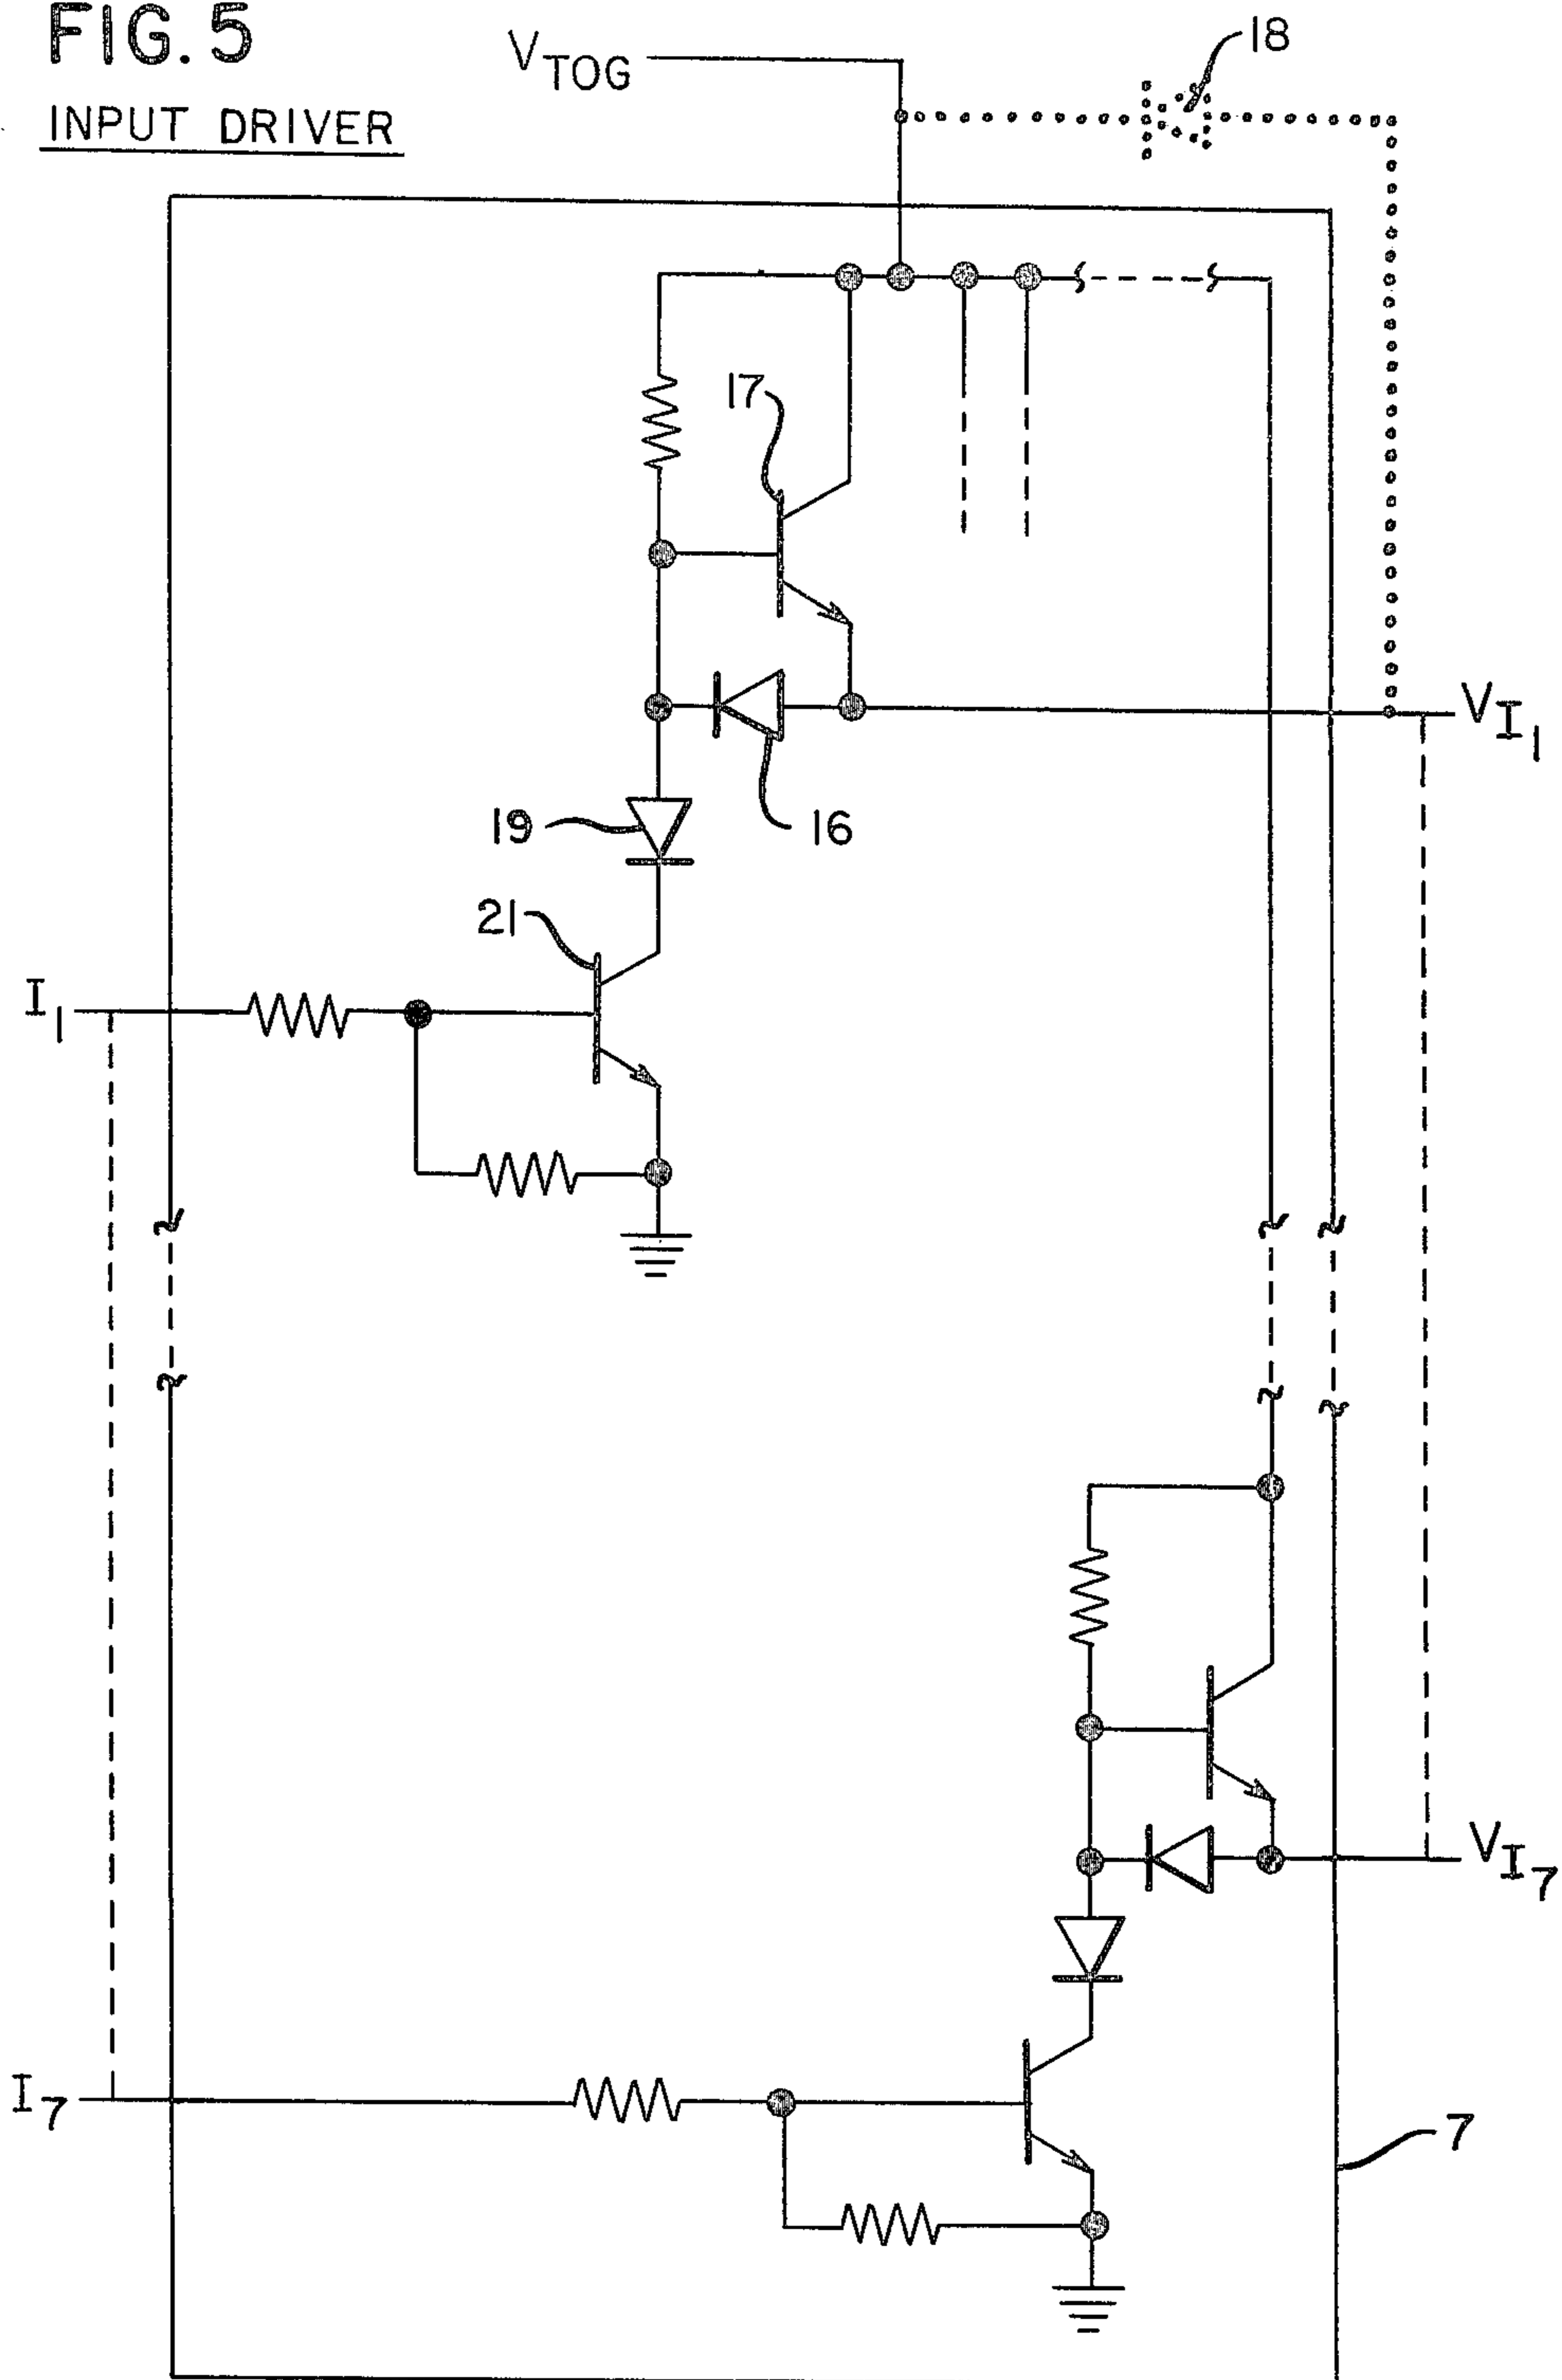 FIG. 5
INPUT DRIVER
VTOG
18
17
VI1
19
16
21
I1
VI7
I7
7